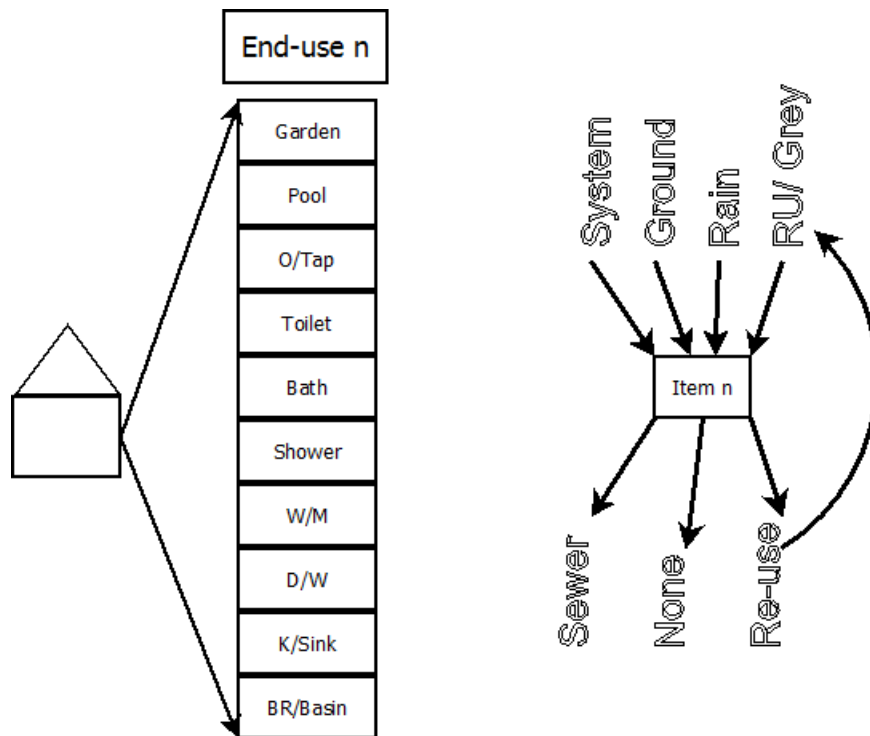 End-use n
Garden
Pool
O/Tap
Toilet
Bath
Shower
W/M
D/W
K/Sink
BR/Basin
System
Ground
Rain
RU/ Grey
Item n
Sewer
None
Re-use